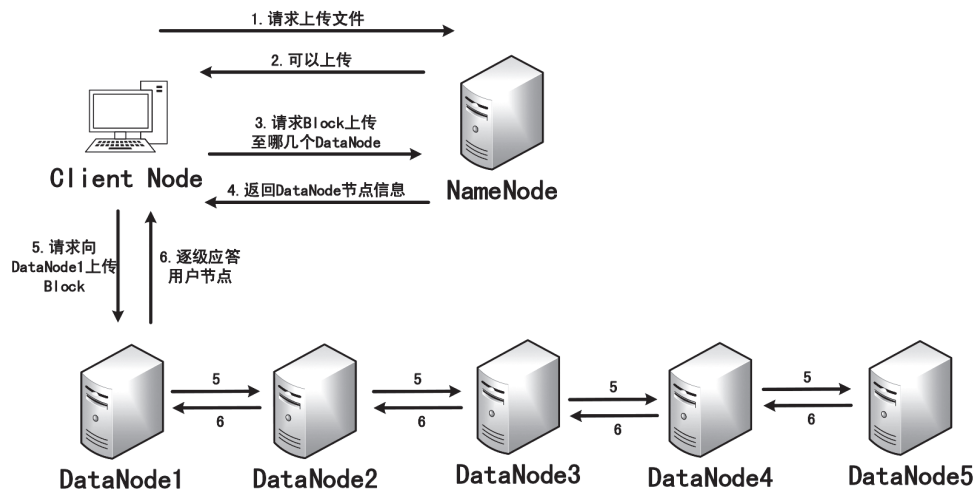 1.请求上传文件
2.可以上传
3.请求Block上传
至哪几个DataNode
Client Node
NameNode
4.返回DataNode节点信息
5.请求向
DataNode1上传
Block
6.逐级应答
用户节点
5
6
5
6
5
6
5
6
DataNode1
DataNode2
DataNode3
DataNode4
DataNode5